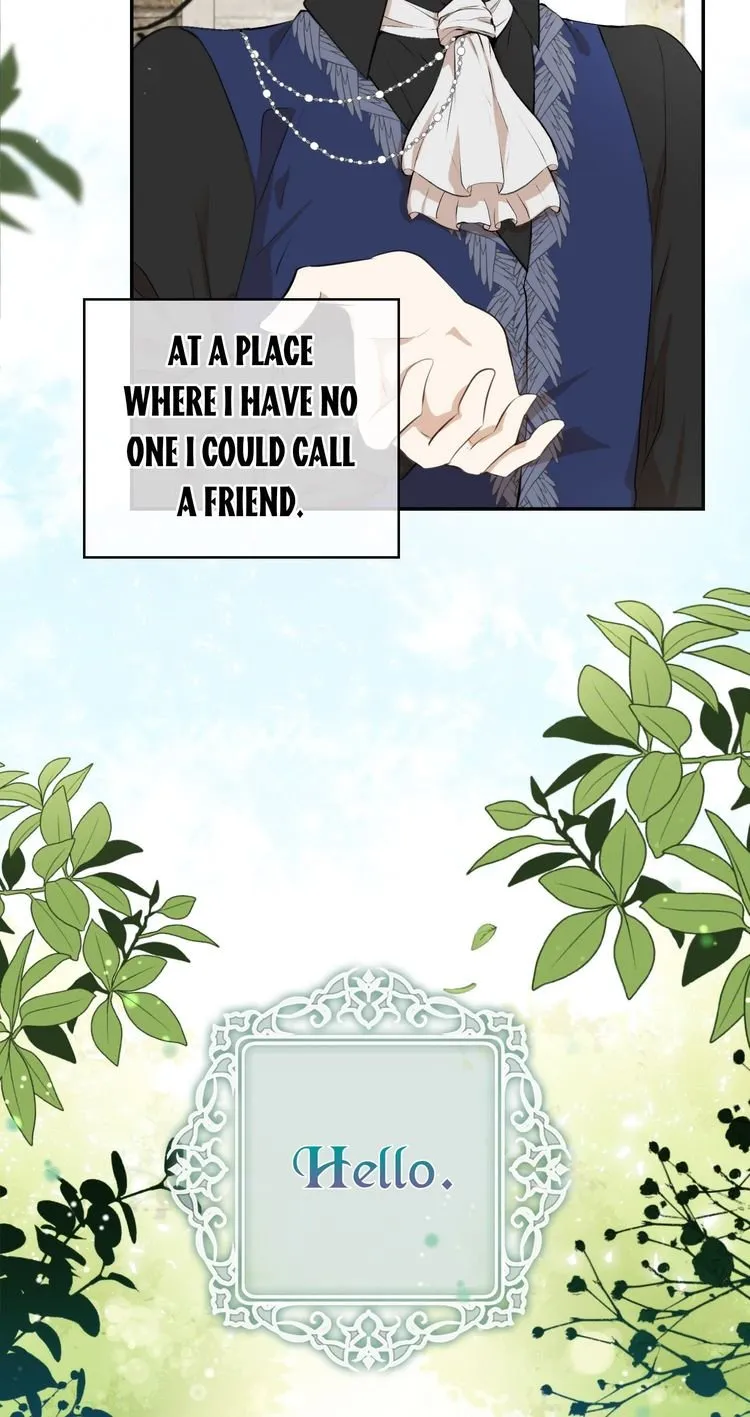 AT A PLACE
WHERE I HAVE NO
ONE I COULD CALL
A FRIEND.
Hello.